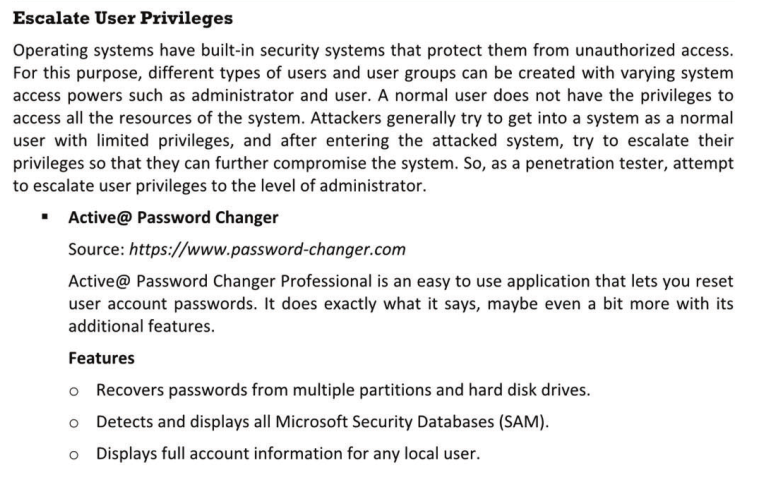 Escalate User Privileges
Operating systems have built-in security systems that protect them from unauthorized access.
For this purpose, different types of users and user groups can be created with varying system
access powers such as administrator and user. A normal user does not have the privileges to
access all the resources of the system. Attackers generally try to get into a system as a normal
user with limited privileges, and after entering the attacked system, try to escalate their
privileges so that they can further compromise the system. So, as a penetration tester, attempt
to escalate user privileges to the level of administrator.
▪ Active@ Password Changer
Source: https://www.password-changer.com
Active@ Password Changer Professional is an easy to use application that lets you reset
user account passwords. It does exactly what it says, maybe even a bit more with its
additional features.
Features
o Recovers passwords from multiple partitions and hard disk drives.
o Detects and displays all Microsoft Security Databases (SAM).
o Displays full account information for any local user.